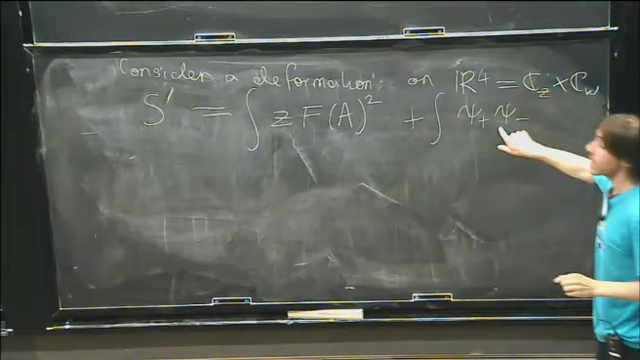 Consider a deformation: on ℝ⁴ = ℂ_z × ℂ_w
S' = ∫ z F(A)² + ∫ ψ₊ ψ₋